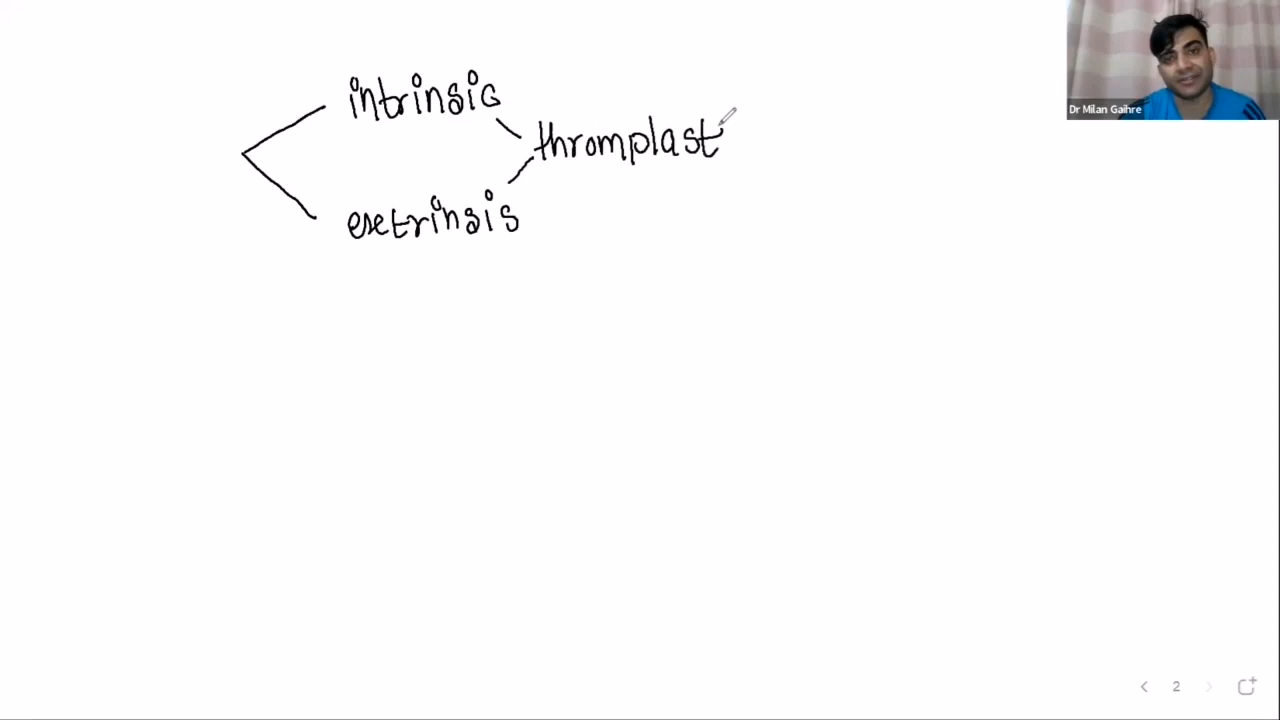 intrinsic
thromplast
exetrinsis
Dr Milan Gaihre
2